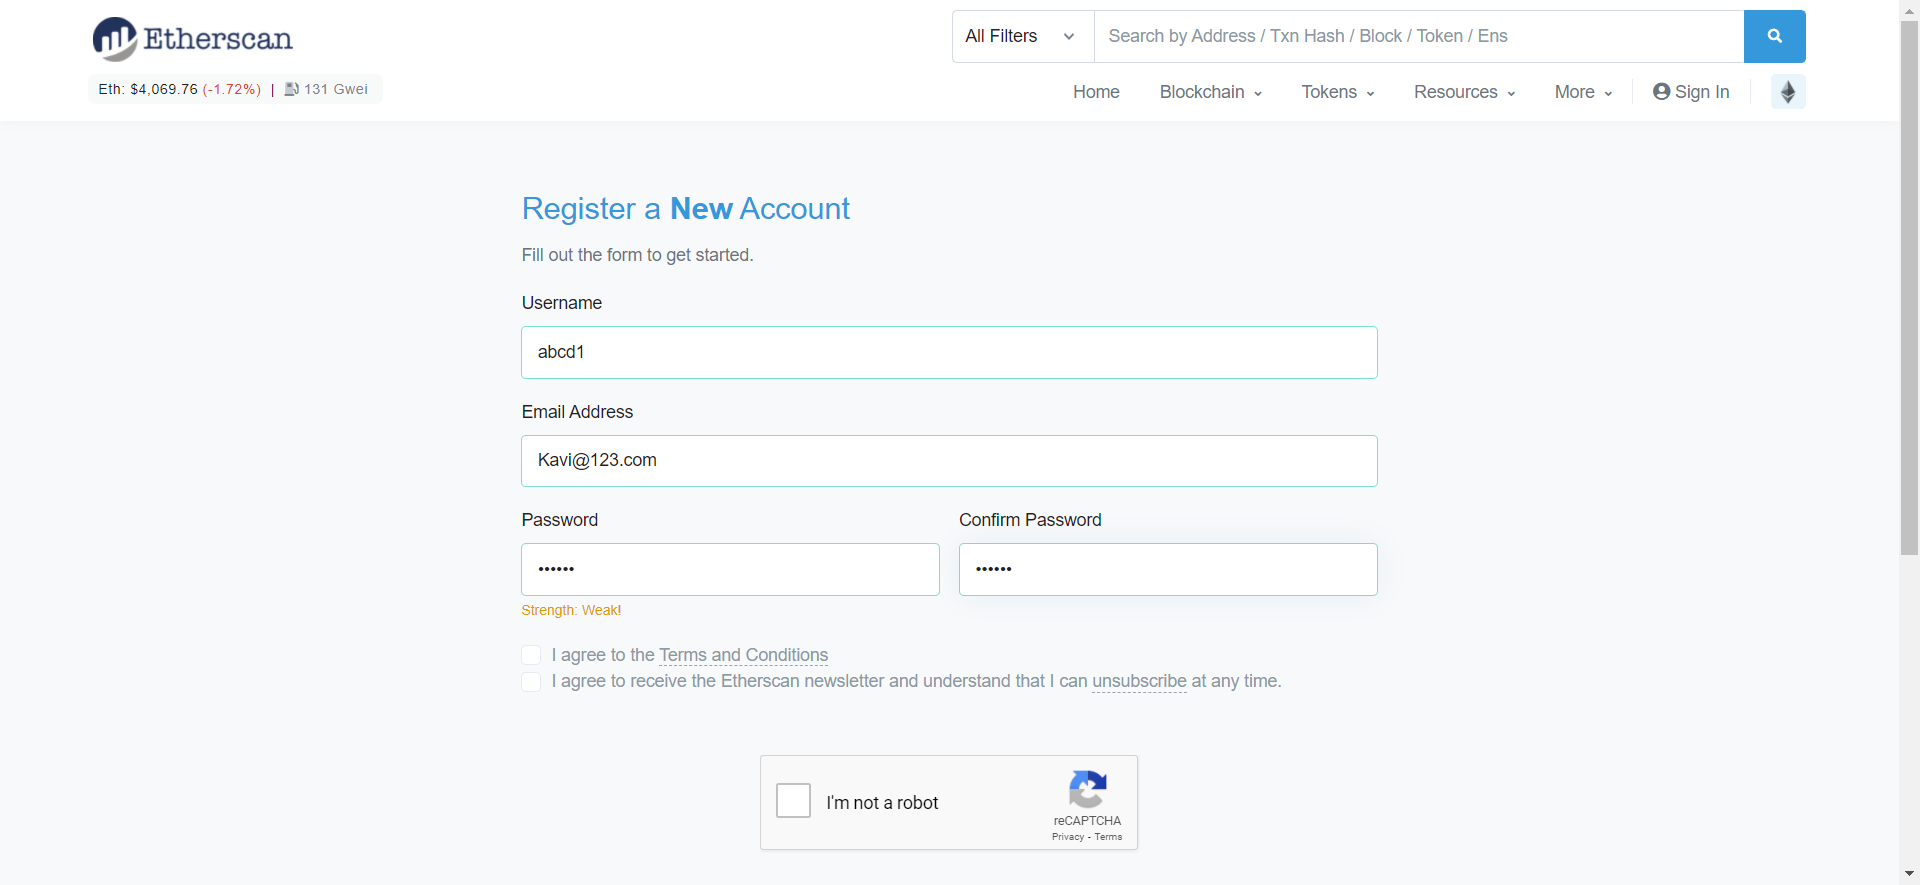 Etherscan
All Filters
Search by Address / Txn Hash / Block / Token / Ens
Eth: $4,069.76 (-1.72%) | 131 Gwei
Home Blockchain Tokens Resources More Sign In
Register a New Account
Fill out the form to get started.
Username
abcd1
Email Address
Kavi@123.com
Password Confirm Password
•••••• ••••••
Strength: Weak!
I agree to the Terms and Conditions
I agree to receive the Etherscan newsletter and understand that I can unsubscribe at any time.
I'm not a robot
reCAPTCHA
Privacy - Terms